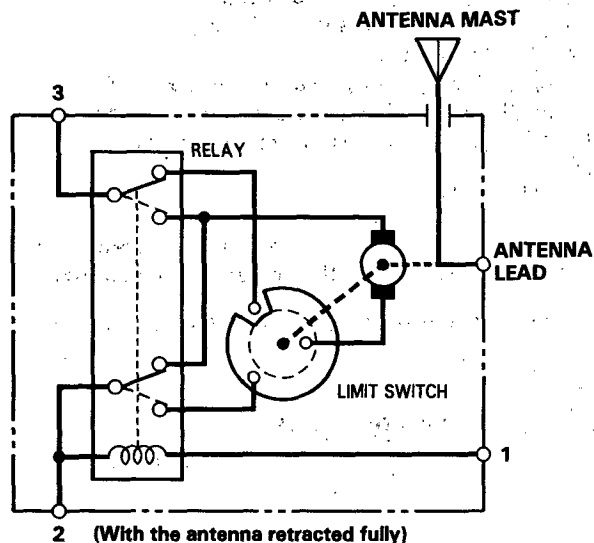 ANTENNA MAST
3
RELAY
ANTENNA
LEAD
LIMIT SWITCH
1
2 (With the antenna retracted fully)